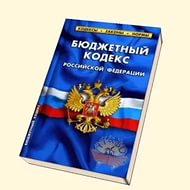 КОДЕКСЫ • ЗАКОНЫ • НОРМЫ
БЮДЖЕТНЫЙ
КОДЕКС
РОССИЙСКОЙ ФЕДЕРАЦИИ